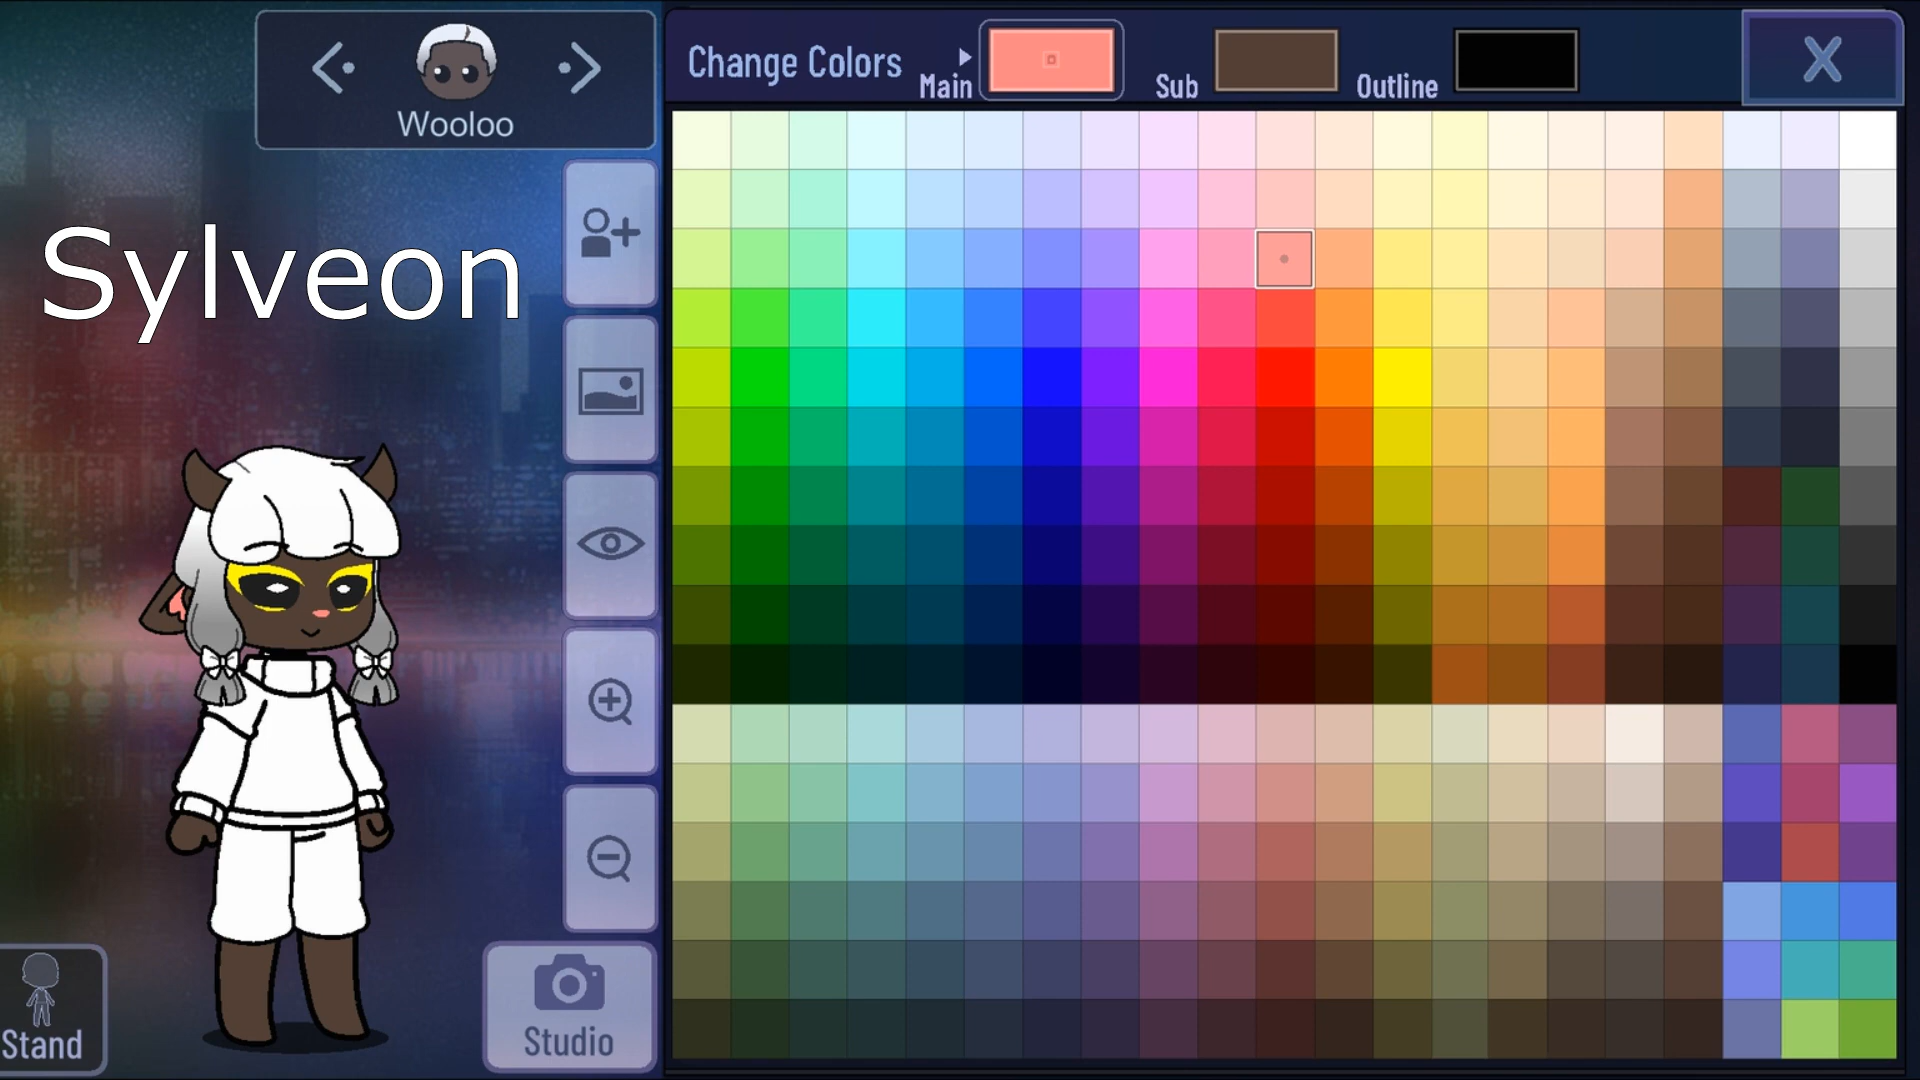 Wooloo
Change Colors
Main
Sub
Outline
X
Sylveon
Stand
Studio